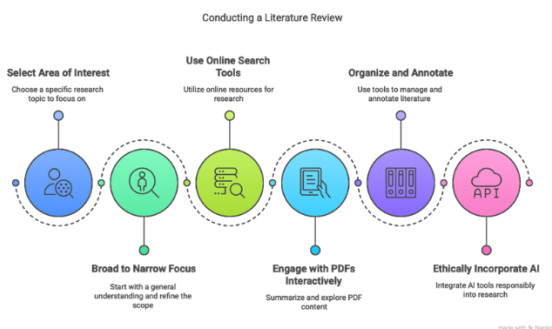 Conducting a Literature Review
Select Area of Interest
Choose a specific research
topic to focus on
Use Online Search
Tools
Utilize online resources for
research
Organize and Annotate
Use tools to manage and
annotate literature
API
Broad to Narrow Focus
Start with a general
understanding and refine the
scope
Engage with PDFs
Interactively
Summarize and explore PDF
content
Ethically Incorporate AI
Integrate AI tools responsibly
into research
Made with